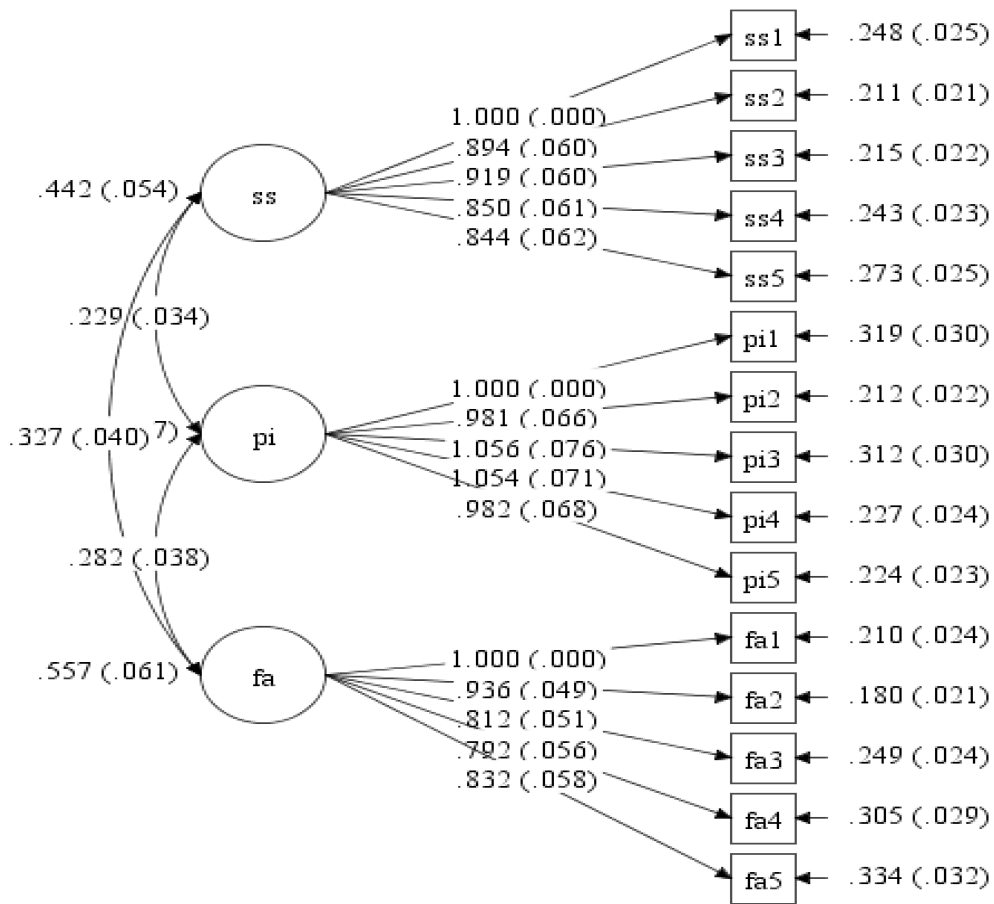 ss1
.248 (.025)
ss2
.211 (.021)
1.000 (.000)
.894 (.060)
ss3
.215 (.022)
.919 (.060)
.442 (.054)
ss
.850 (.061)
ss4
.243 (.023)
.844 (.062)
ss5
.273 (.025)
.229 (.034)
pi1
.319 (.030)
1.000 (.000)
pi2
.212 (.022)
.981 (.066)
.327 (.040)
7)
pi
1.056 (.076)
pi3
.312 (.030)
1.054 (.071)
.982 (.068)
pi4
.227 (.024)
.282 (.038)
pi5
.224 (.023)
fa1
.210 (.024)
1.000 (.000)
.557 (.061)
fa
.936 (.049)
fa2
.180 (.021)
.812 (.051)
.792 (.056)
fa3
.249 (.024)
.832 (.058)
fa4
.305 (.029)
fa5
.334 (.032)